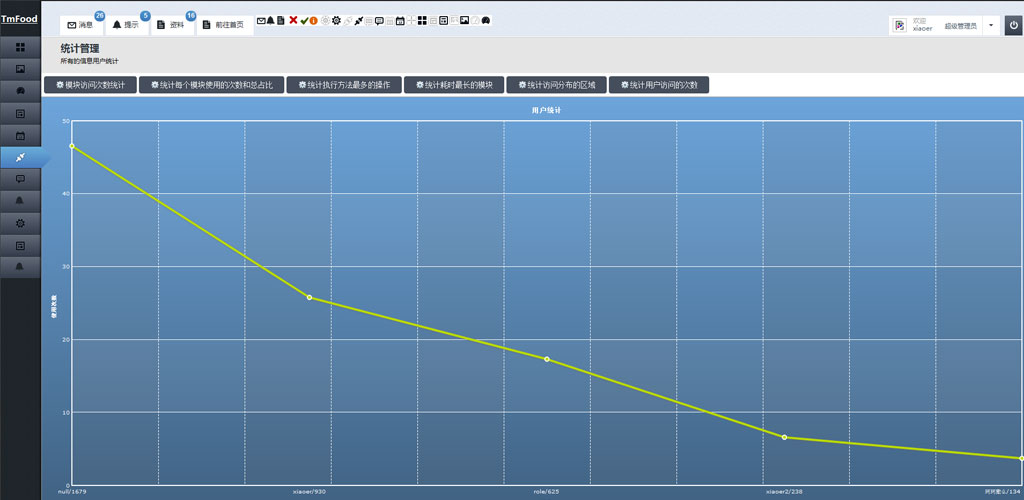 TmFood
消息 26
提示 5
资料 16
前往首页
欢迎
xiaoer
超级管理员
统计管理
所有的信息用户统计
模块访问次数统计
统计每个模块使用的次数和总占比
统计执行方法最多的操作
统计耗时最长的模块
统计访问分布的区域
统计用户访问的次数
用户统计
50
40
30
20
10
0
使用次数
null/1679
xiaoer/930
role/625
xiaoer2/238
/134